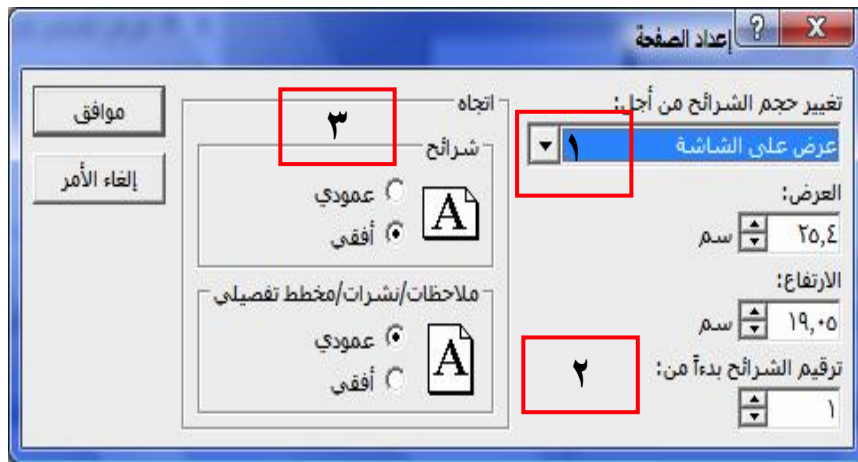 إعداد الصفحة
تغيير حجم الشرائح من أجل:
عرض على الشاشة
١
العرض:
٢٥,٤ سم
الارتفاع:
١٩,٠٥ سم
ترقيم الشرائح بدءاً من:
١
٢
اتجاه
٣
شرائح
A
عمودي
أفقي
ملاحظات/نشرات/مخطط تفصيلي
A
عمودي
أفقي
موافق
إلغاء الأمر